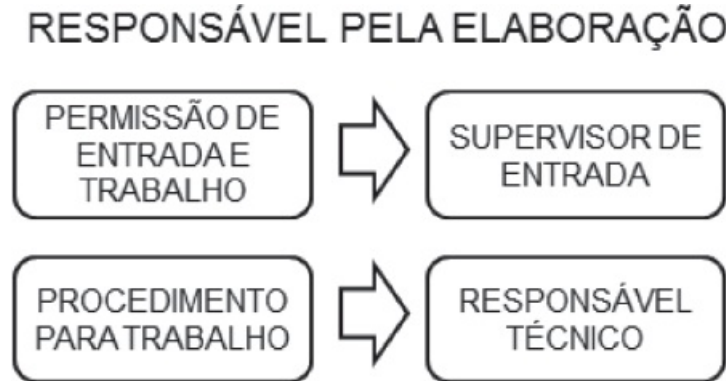 RESPONSÁVEL PELA ELABORAÇÃO
PERMISSÃO DE
ENTRADA E
TRABALHO
SUPERVISOR DE
ENTRADA
PROCEDIMENTO
PARA TRABALHO
RESPONSÁVEL
TÉCNICO